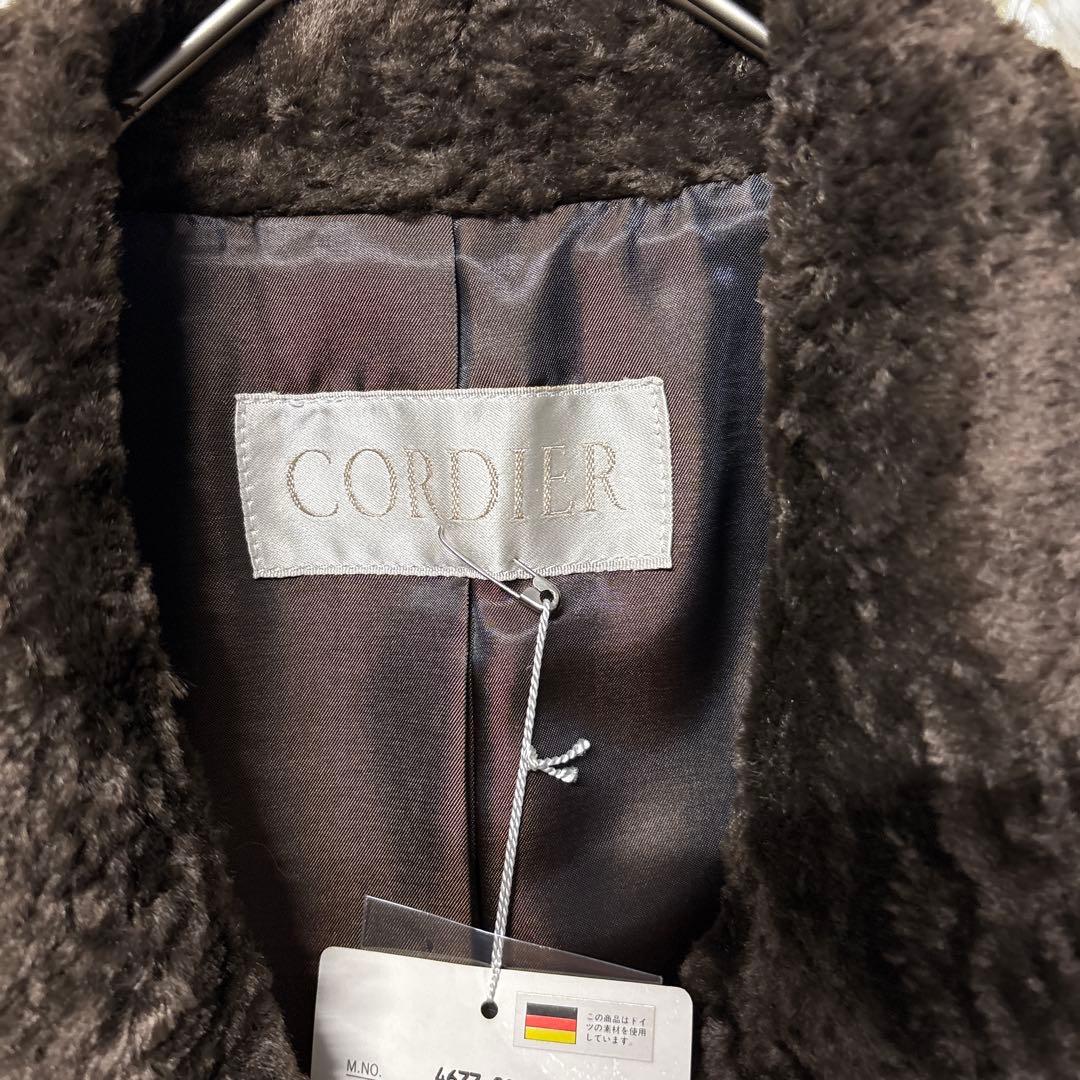 CORDIER
この商品はドイ
ツの素材を使用
しています。
M.NO.
4677